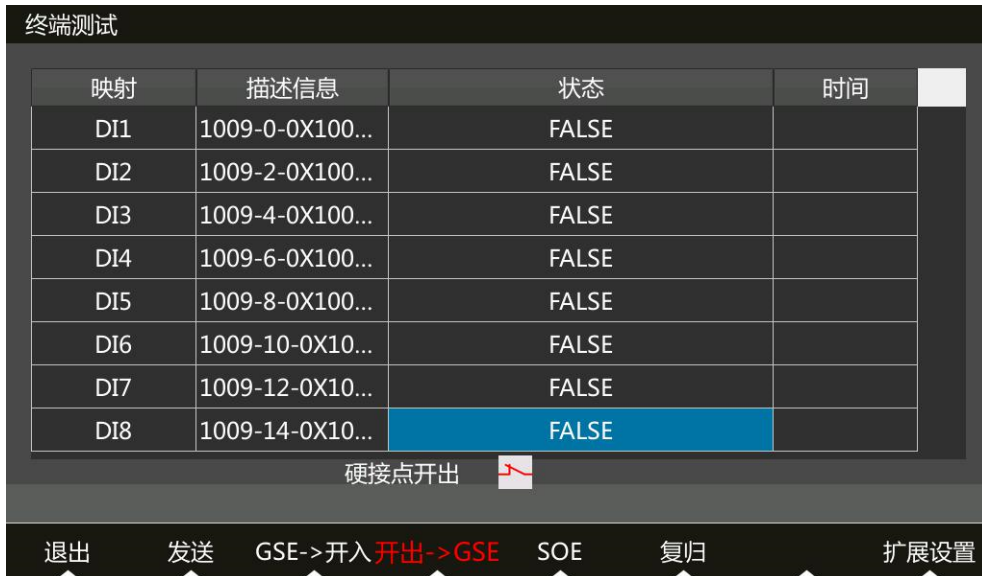 终端测试
映射 描述信息 状态 时间
DI1 1009-0-0X100... FALSE
DI2 1009-2-0X100... FALSE
DI3 1009-4-0X100... FALSE
DI4 1009-6-0X100... FALSE
DI5 1009-8-0X100... FALSE
DI6 1009-10-0X10... FALSE
DI7 1009-12-0X10... FALSE
DI8 1009-14-0X10... FALSE
硬接点开出
退出 发送 GSE->开入 开出->GSE SOE 复归 扩展设置